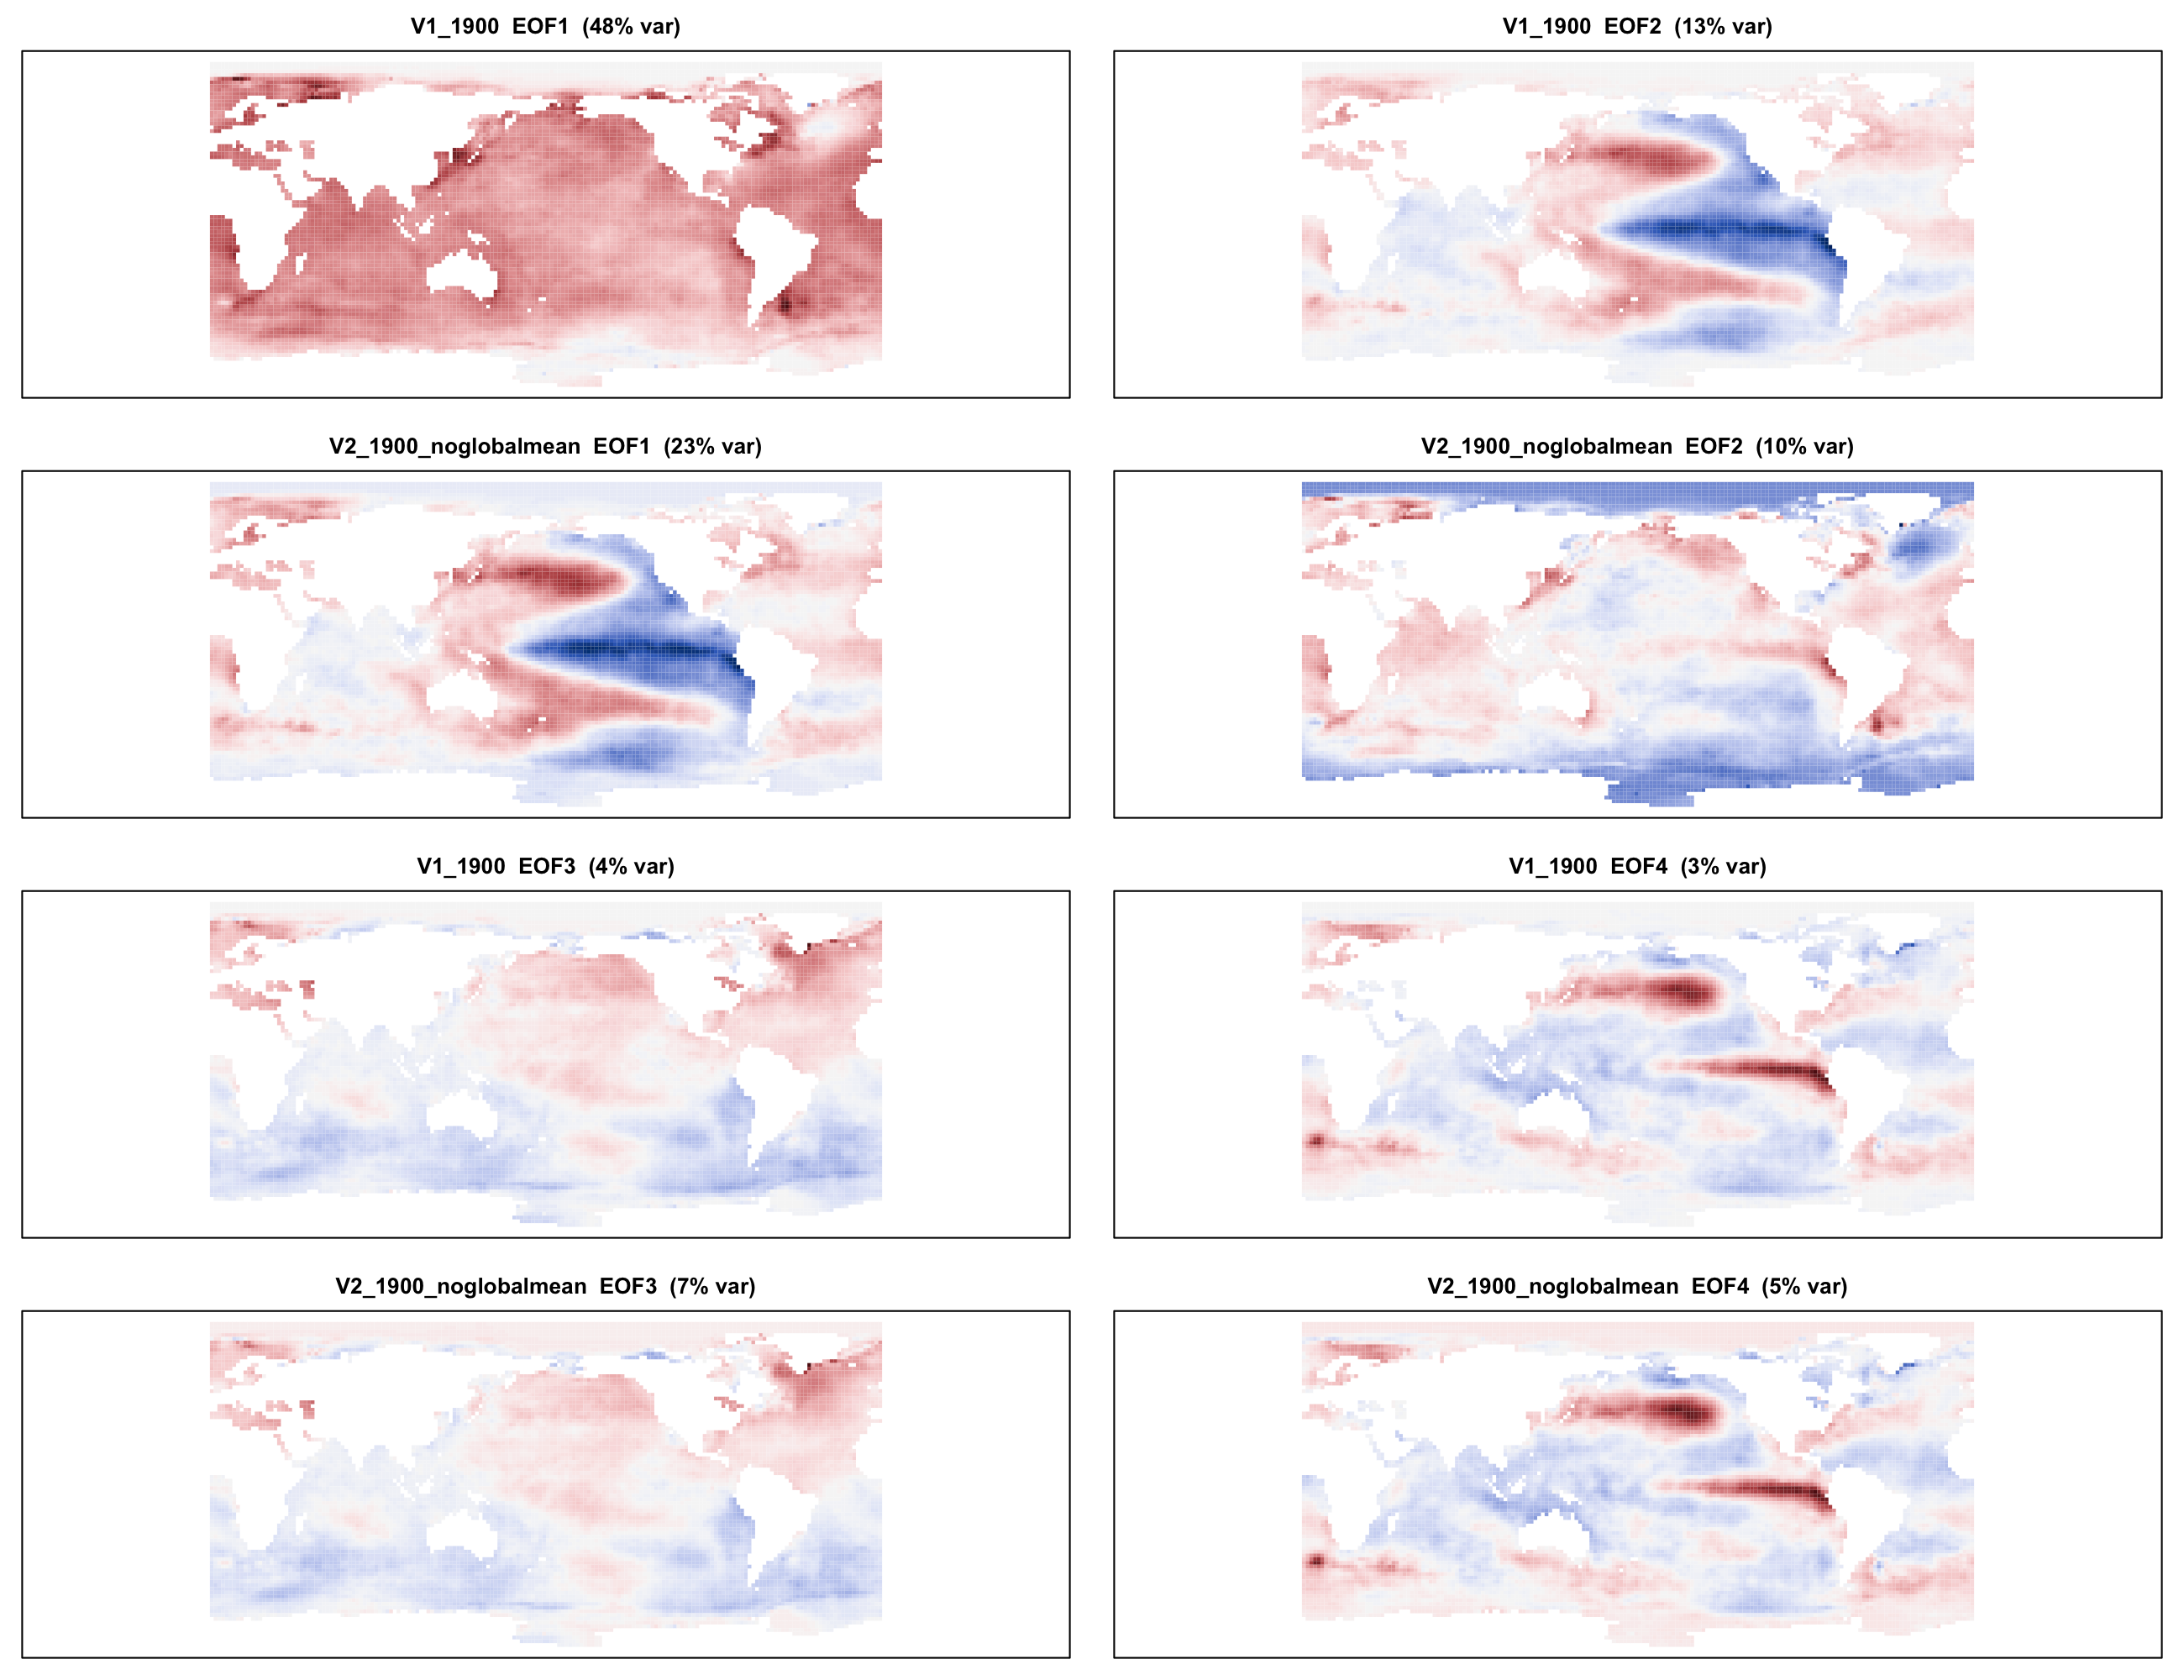 V1_1900 EOF1 (48% var)
V1_1900 EOF2 (13% var)
V2_1900_noglobalmean EOF1 (23% var)
V2_1900_noglobalmean EOF2 (10% var)
V1_1900 EOF3 (4% var)
V1_1900 EOF4 (3% var)
V2_1900_noglobalmean EOF3 (7% var)
V2_1900_noglobalmean EOF4 (5% var)